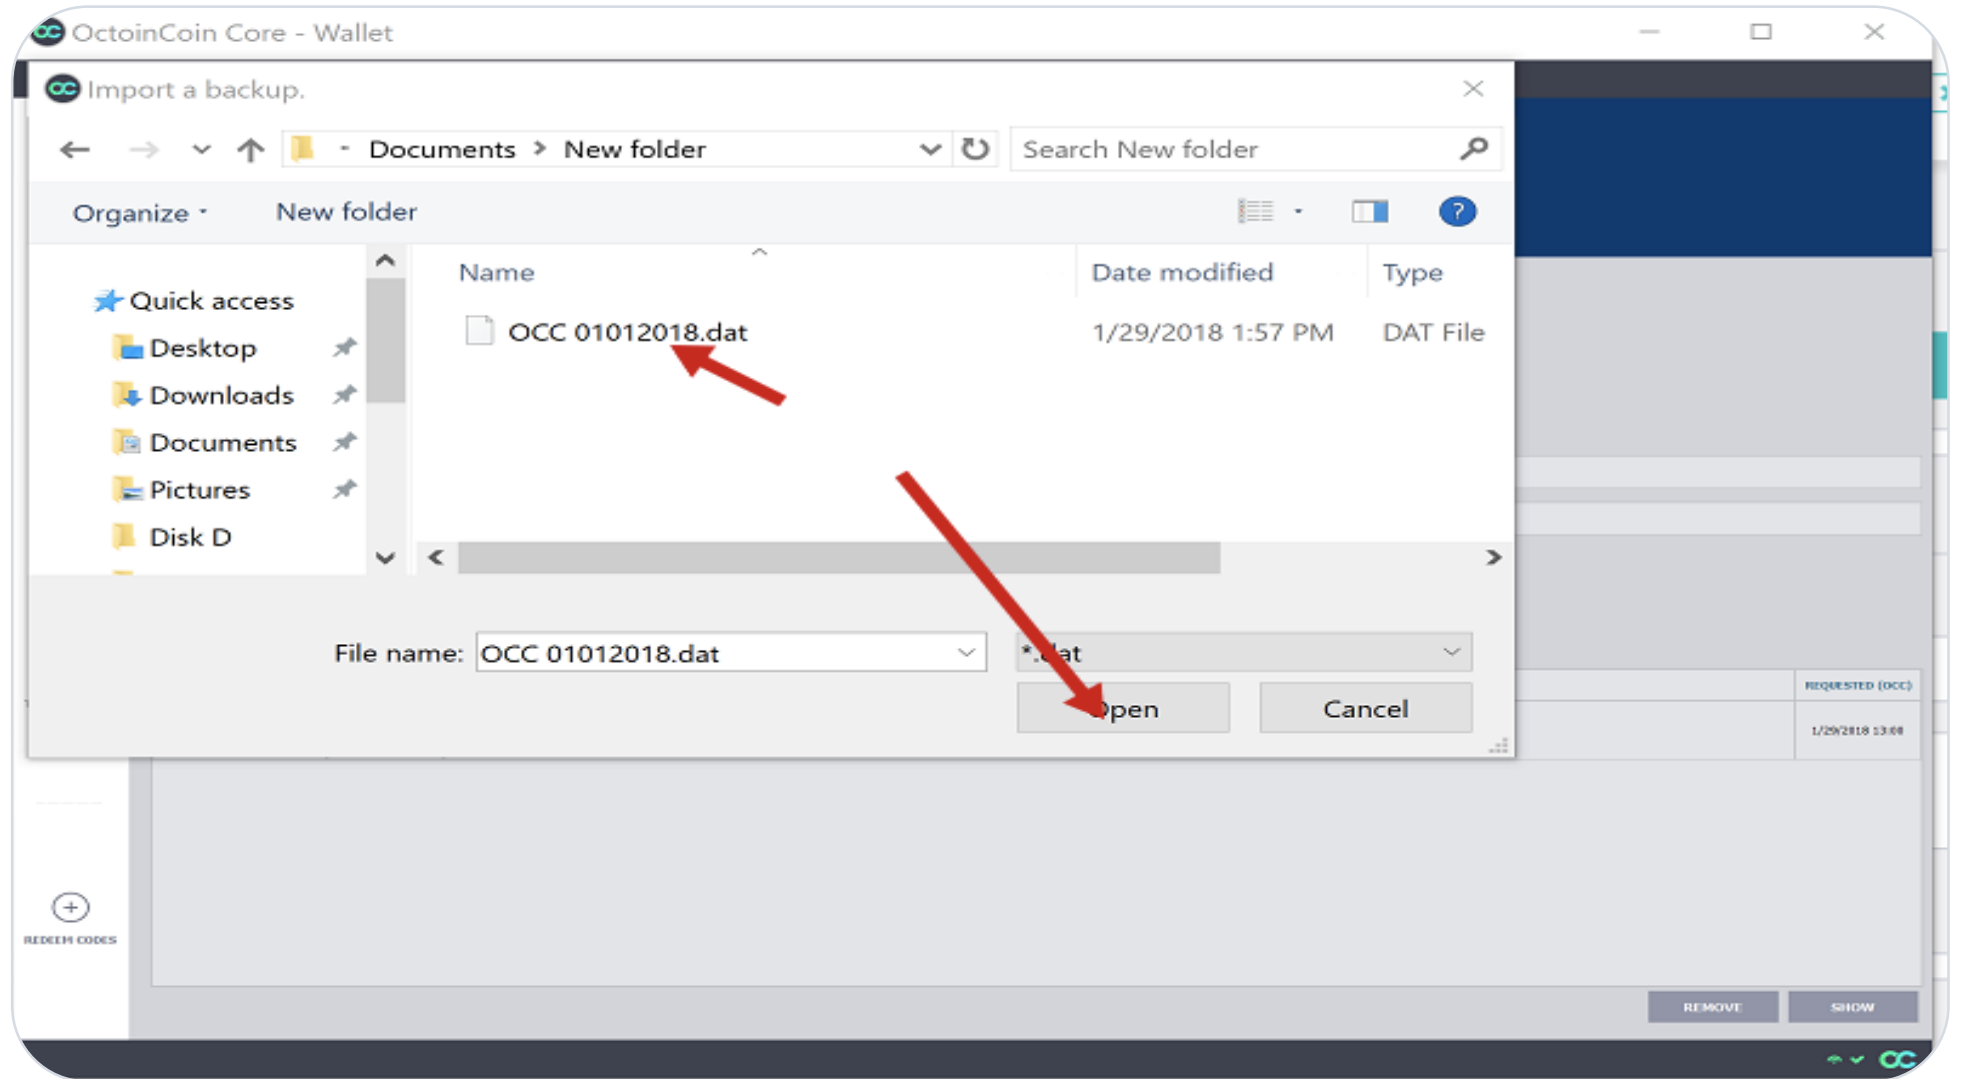 OctoinCoin Core - Wallet
Import a backup.
Documents > New folder
Search New folder
Organize
New folder
?
Name
Date modified
Type
Quick access
OCC 01012018.dat
1/29/2018 1:57 PM
DAT File
Desktop
Downloads
Documents
Pictures
Disk D
File name:
OCC 01012018.dat
*.dat
Open
Cancel
REQUESTED (OCC)
1/29/2018 13:00
REDEEM CODES
REMOVE
SHOW